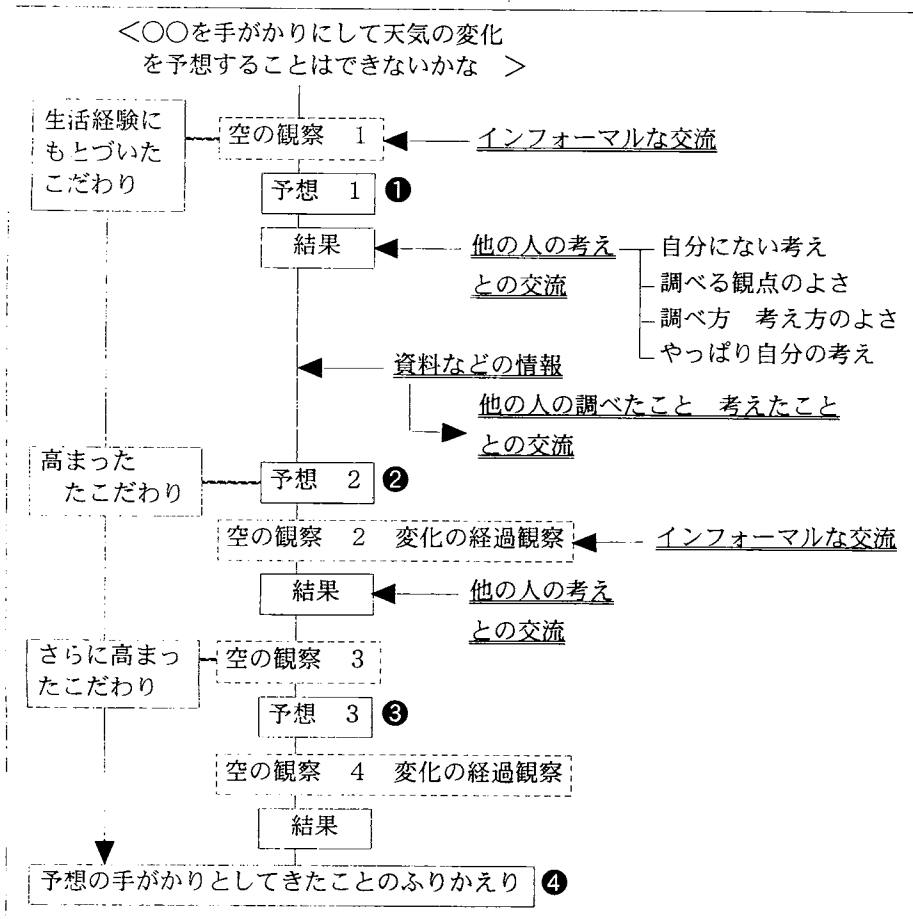 <○○を手がかりにして天気の変化
を予想することはできないかな >
生活経験に
もとづいた
こだわり
空の観察 1
インフォーマルな交流
予想 1 ❶
結果
他の人の考え
との交流
自分にない考え
調べる観点のよさ
調べ方 考え方のよさ
やっぱり自分の考え
資料などの情報
他の人の調べたこと 考えたこと
との交流
高まった
たこだわり
予想 2 ❷
空の観察 2 変化の経過観察
インフォーマルな交流
結果
他の人の考え
との交流
さらに高まっ
たこだわり
空の観察 3
予想 3 ❸
空の観察 4 変化の経過観察
結果
予想の手がかりとしてきたことのふりかえり ❹